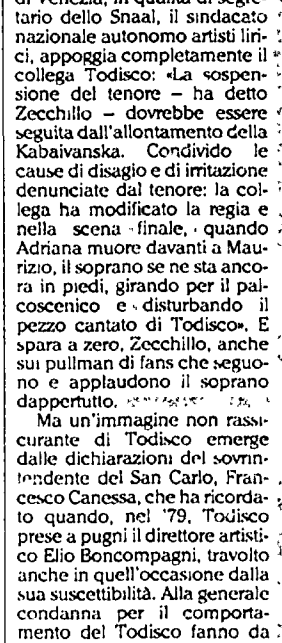 di Venezia, in qualità di segre-
tario dello Snaal, il sindacato
nazionale autonomo artisti liri-
ci, appoggia completamente il
collega Todisco: «La sospen-
sione del tenore — ha detto
Zecchillo — dovrebbe essere
seguita dall'allontamento della
Kabaivanska. Condivido le
cause di disagio e di irritazione
denunciate dal tenore: la col-
lega ha modificato la regia e
nella scena finale, quando
Adriana muore davanti a Mau-
rizio, il soprano se ne sta anco-
ra in piedi, girando per il pal-
coscenico e disturbando il
pezzo cantato di Todisco». E
spara a zero, Zecchillo, anche
sui pullman di fans che seguo-
no e applaudono il soprano
dappertutto.
Ma un'immagine non rassi-
curante di Todisco emerge
dalle dichiarazioni del sovrin-
tendente del San Carlo, Fran-
cesco Canessa, che ha ricorda-
to quando, nel '79, Todisco
prese a pugni il direttore artisti-
co Elio Boncompagni, travolto
anche in quell'occasione dalla
sua suscettibilità. Alla generale
condanna per il comporta-
mento del Todisco fanno da